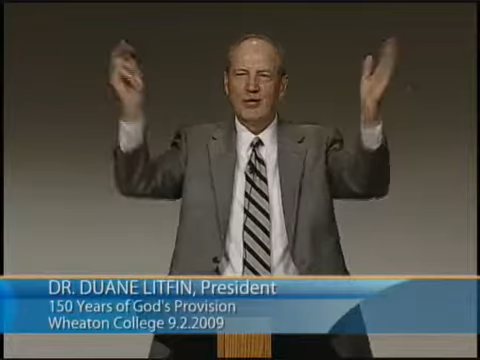 DR. DUANE LITFIN, President
150 Years of God's Provision
Wheaton College 9.2.2009